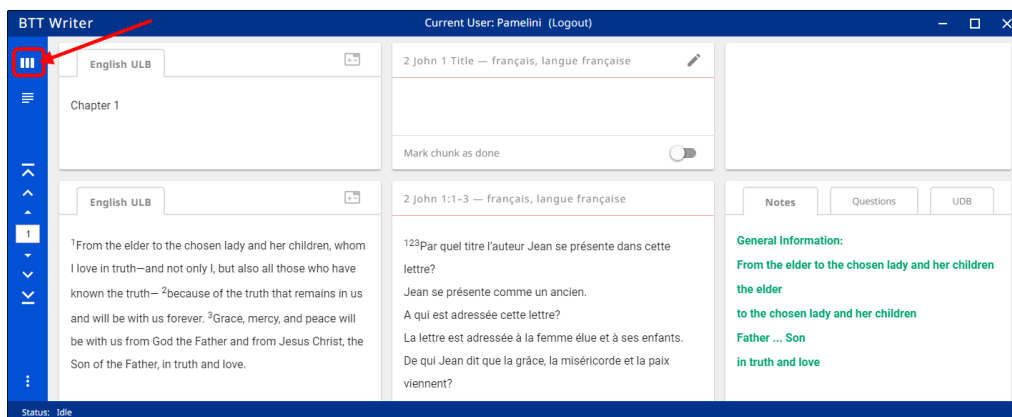 BTT Writer
Current User: Pamelini (Logout)
English ULB
Chapter 1
2 John 1 Title — français, langue française
Mark chunk as done
1
English ULB
1From the elder to the chosen lady and her children, whom
I love in truth—and not only I, but also all those who have
known the truth— 2because of the truth that remains in us
and will be with us forever. 3Grace, mercy, and peace will
be with us from God the Father and from Jesus Christ, the
Son of the Father, in truth and love.
2 John 1:1–3 — français, langue française
123Par quel titre l'auteur Jean se présente dans cette
lettre?
Jean se présente comme un ancien.
A qui est adressée cette lettre?
La lettre est adressée à la femme élue et à ses enfants.
De qui Jean dit que la grâce, la miséricorde et la paix
viennent?
Notes
Questions
UDB
General Information:
From the elder to the chosen lady and her children
the elder
to the chosen lady and her children
Father ... Son
in truth and love
Status: Idle